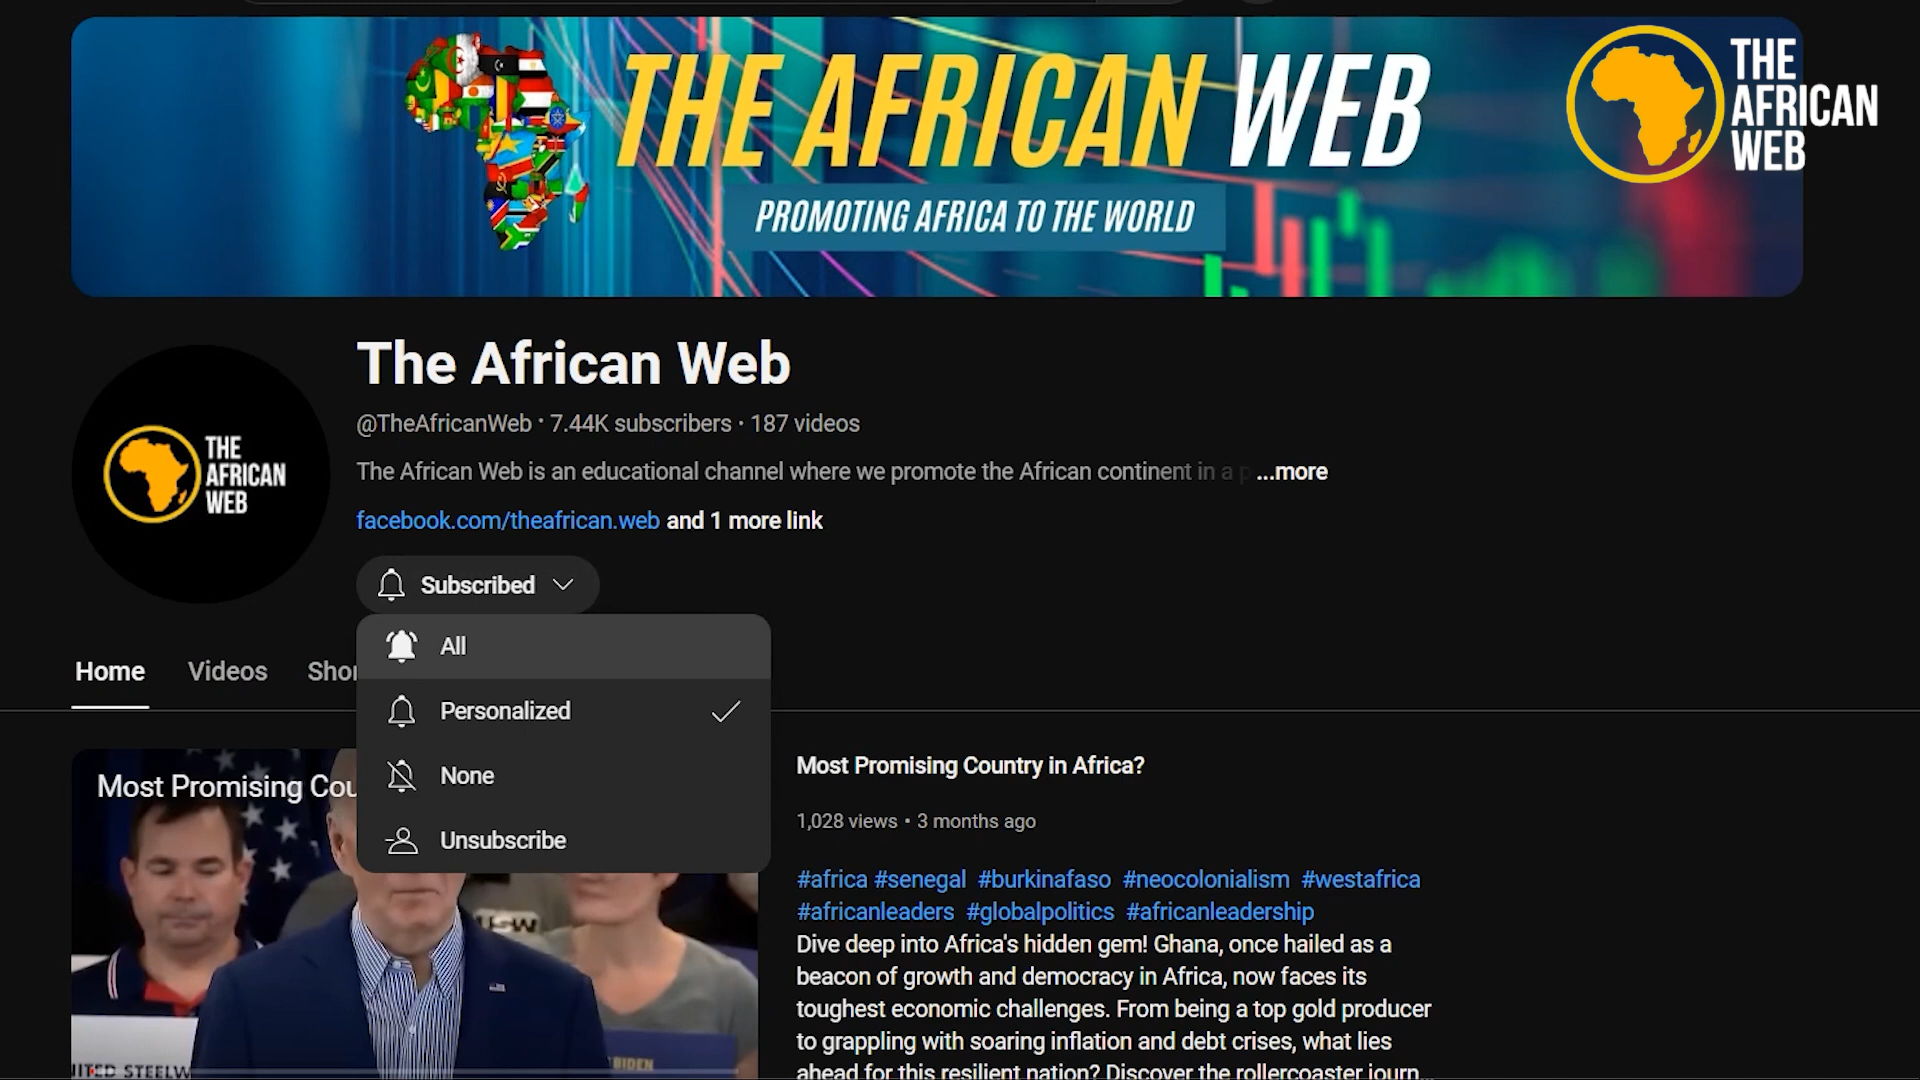 THE AFRICAN WEB
PROMOTING AFRICA TO THE WORLD
THE
AFRICAN
WEB
THE
AFRICAN
WEB
The African Web
@TheAfricanWeb · 7.44K subscribers · 187 videos
The African Web is an educational channel where we promote the African continent in a p ...more
facebook.com/theafrican.web and 1 more link
Subscribed
All
Personalized
None
Unsubscribe
Home Videos Shor
Most Promising Cou
USW
BIDEN
NITED STEELW
Most Promising Country in Africa?
1,028 views • 3 months ago
#africa #senegal #burkinafaso #neocolonialism #westafrica
#africanleaders #globalpolitics #africanleadership
Dive deep into Africa's hidden gem! Ghana, once hailed as a
beacon of growth and democracy in Africa, now faces its
toughest economic challenges. From being a top gold producer
to grappling with soaring inflation and debt crises, what lies
ahead for this resilient nation? Discover the rollercoaster journ...